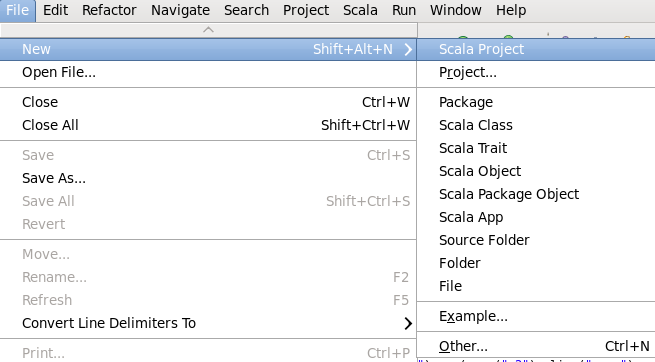 File Edit Refactor Navigate Search Project Scala Run Window Help
New Shift+Alt+N
Open File...
Close Ctrl+W
Close All Shift+Ctrl+W
Save Ctrl+S
Save As...
Save All Shift+Ctrl+S
Revert
Move...
Rename... F2
Refresh F5
Convert Line Delimiters To
Print... Ctrl+P
Scala Project
Project...
Package
Scala Class
Scala Trait
Scala Object
Scala Package Object
Scala App
Source Folder
Folder
File
Example...
Other... Ctrl+N